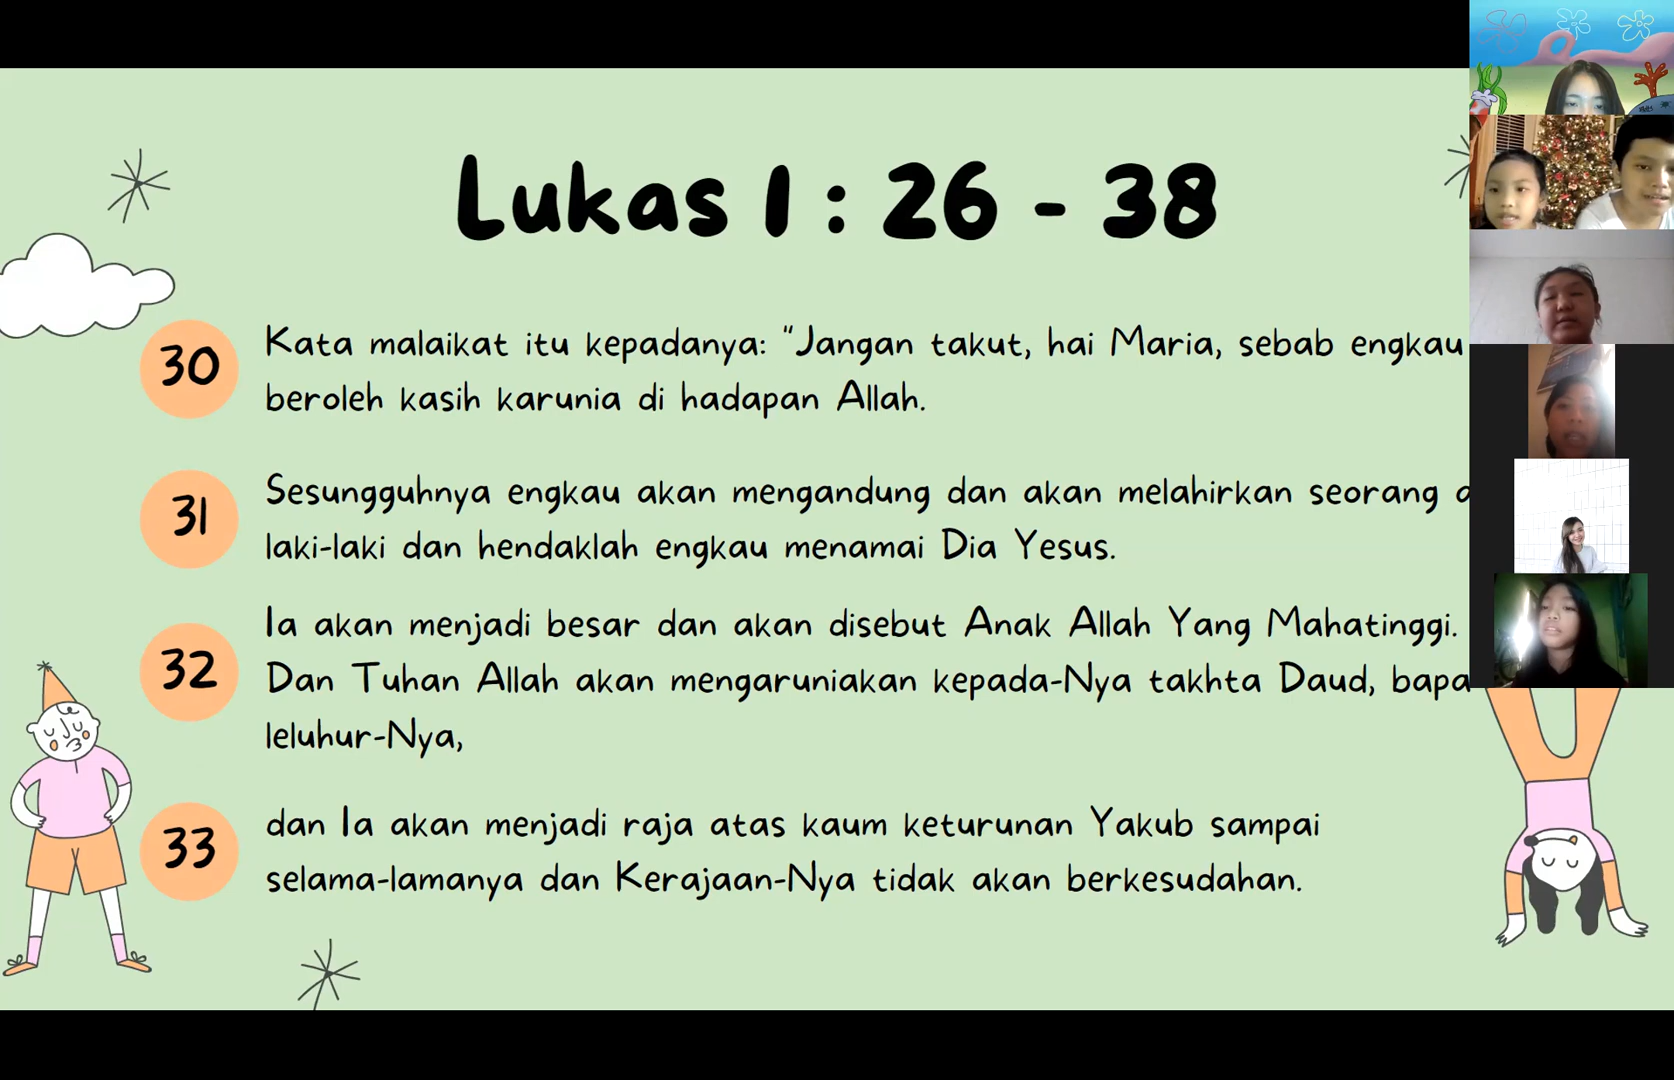 Lukas 1 : 26 - 38
30
Kata malaikat itu kepadanya: "Jangan takut, hai Maria, sebab engkau
beroleh kasih karunia di hadapan Allah.
31
Sesungguhnya engkau akan mengandung dan akan melahirkan seorang
laki-laki dan hendaklah engkau menamai Dia Yesus.
32
Ia akan menjadi besar dan akan disebut Anak Allah Yang Mahatinggi.
Dan Tuhan Allah akan mengaruniakan kepada-Nya takhta Daud, bapa
leluhur-Nya,
33
dan Ia akan menjadi raja atas kaum keturunan Yakub sampai
selama-lamanya dan Kerajaan-Nya tidak akan berkesudahan.